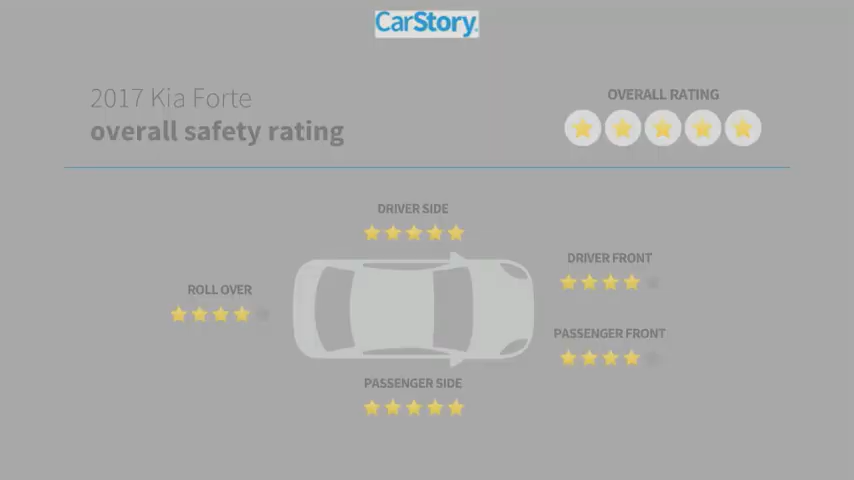 CarStory.
2017 Kia Forte
overall safety rating
OVERALL RATING
DRIVER SIDE
DRIVER FRONT
ROLL OVER
PASSENGER FRONT
PASSENGER SIDE